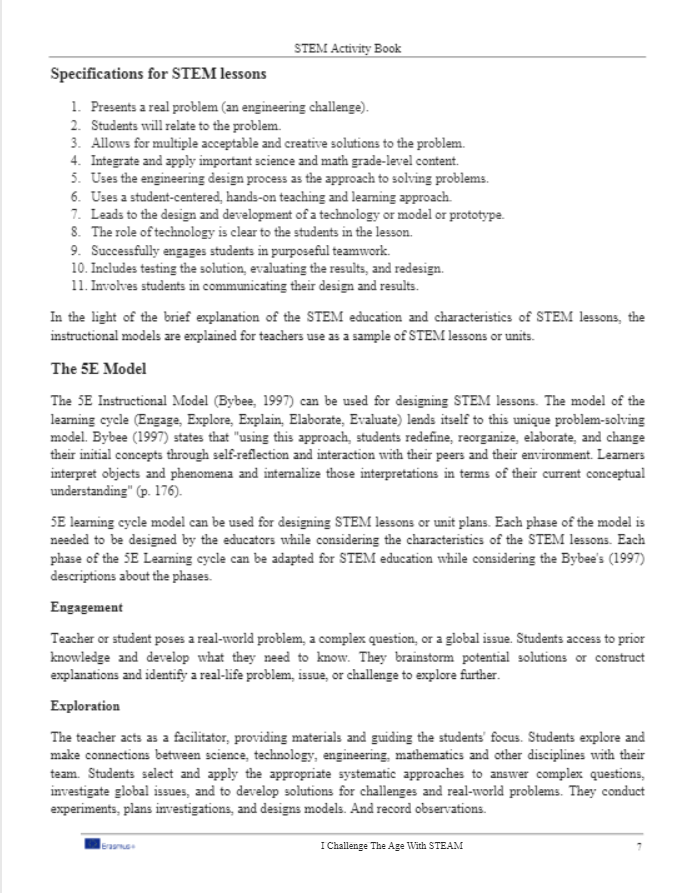 STEM Activity Book
Specifications for STEM lessons
1. Presents a real problem (an engineering challenge).
2. Students will relate to the problem.
3. Allows for multiple acceptable and creative solutions to the problem.
4. Integrate and apply important science and math grade-level content.
5. Uses the engineering design process as the approach to solving problems.
6. Uses a student-centered, hands-on teaching and learning approach.
7. Leads to the design and development of a technology or model or prototype.
8. The role of technology is clear to the students in the lesson.
9. Successfully engages students in purposeful teamwork.
10. Includes testing the solution, evaluating the results, and redesign.
11. Involves students in communicating their design and results.
In the light of the brief explanation of the STEM education and characteristics of STEM lessons, the
instructional models are explained for teachers use as a sample of STEM lessons or units.
The 5E Model
The 5E Instructional Model (Bybee, 1997) can be used for designing STEM lessons. The model of the
learning cycle (Engage, Explore, Explain, Elaborate, Evaluate) lends itself to this unique problem-solving
model. Bybee (1997) states that "using this approach, students redefine, reorganize, elaborate, and change
their initial concepts through self-reflection and interaction with their peers and their environment. Learners
interpret objects and phenomena and internalize those interpretations in terms of their current conceptual
understanding" (p. 176).
5E learning cycle model can be used for designing STEM lessons or unit plans. Each phase of the model is
needed to be designed by the educators while considering the characteristics of the STEM lessons. Each
phase of the 5E Learning cycle can be adapted for STEM education while considering the Bybee's (1997)
descriptions about the phases.
Engagement
Teacher or student poses a real-world problem, a complex question, or a global issue. Students access to prior
knowledge and develop what they need to know. They brainstorm potential solutions or construct
explanations and identify a real-life problem, issue, or challenge to explore further.
Exploration
The teacher acts as a facilitator, providing materials and guiding the students' focus. Students explore and
make connections between science, technology, engineering, mathematics and other disciplines with their
team. Students select and apply the appropriate systematic approaches to answer complex questions,
investigate global issues, and to develop solutions for challenges and real-world problems. They conduct
experiments, plans investigations, and designs models. And record observations.
Erasmus+ I Challenge The Age With STEAM 7